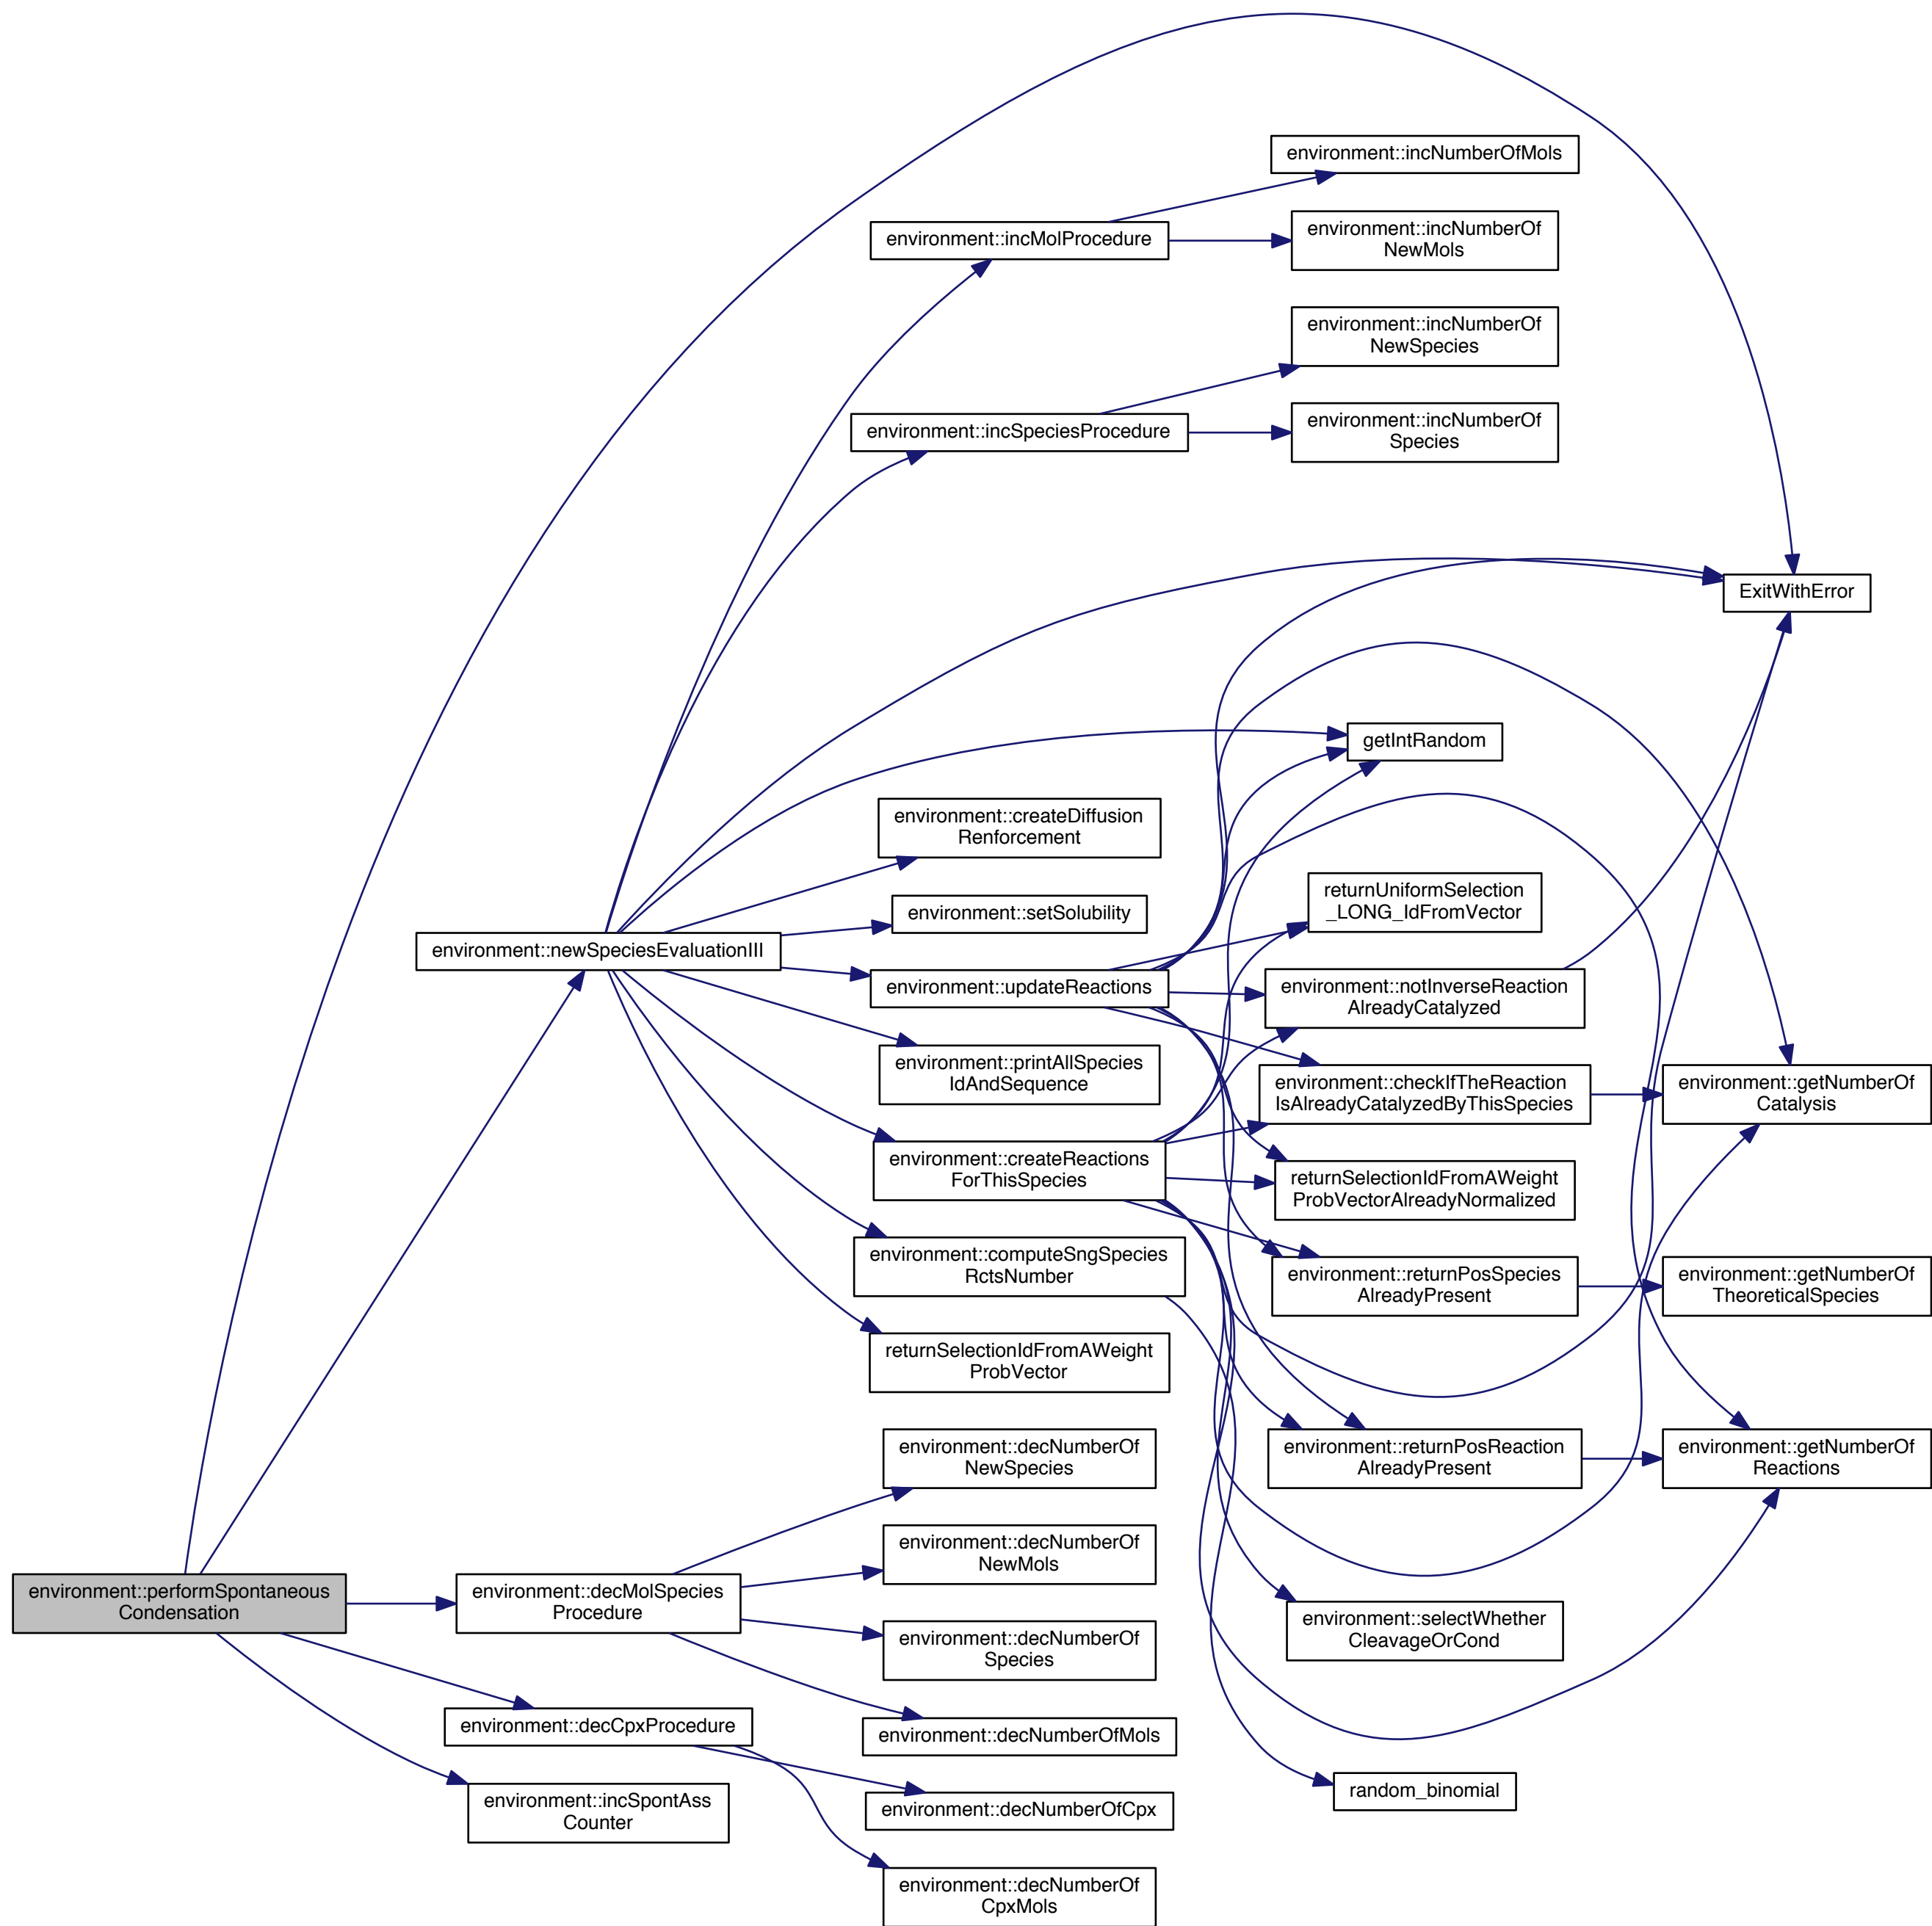 environment::incNumberOfMols
environment::incMolProcedure
environment::incNumberOf
NewMols
environment::incNumberOf
NewSpecies
environment::incSpeciesProcedure
environment::incNumberOf
Species
ExitWithError
getIntRandom
environment::createDiffusion
Renforcement
returnUniformSelection
_LONG_IdFromVector
environment::setSolubility
environment::newSpeciesEvaluationIII
environment::updateReactions
environment::notInverseReaction
AlreadyCatalyzed
environment::printAllSpecies
IdAndSequence
environment::checkIfTheReaction
IsAlreadyCatalyzedByThisSpecies
environment::getNumberOf
Catalysis
environment::createReactions
ForThisSpecies
returnSelectionIdFromAWeight
ProbVectorAlreadyNormalized
environment::computeSngSpecies
RctsNumber
environment::returnPosSpecies
AlreadyPresent
environment::getNumberOf
TheoreticalSpecies
returnSelectionIdFromAWeight
ProbVector
environment::decNumberOf
NewSpecies
environment::returnPosReaction
AlreadyPresent
environment::getNumberOf
Reactions
environment::decNumberOf
NewMols
environment::performSpontaneous
Condensation
environment::decMolSpecies
Procedure
environment::decNumberOf
Species
environment::selectWhether
CleavageOrCond
environment::decCpxProcedure
environment::decNumberOfMols
environment::incSpontAss
Counter
environment::decNumberOfCpx
random_binomial
environment::decNumberOf
CpxMols